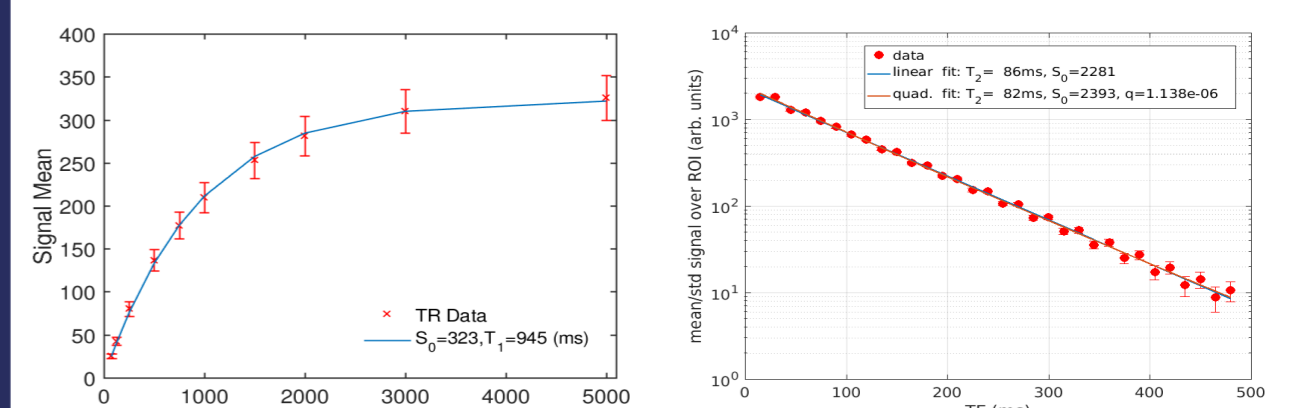 400
350
300
250
200
150
100
50
0
Signal Mean
0 1000 2000 3000 4000 5000
TR Data
S0=323,T1=945 (ms)
10^4
10^3
10^2
10^1
10^0
mean/std signal over ROI (arb. units)
data
linear fit: T2= 86ms, S0=2281
quad. fit: T2= 82ms, S0=2393, q=1.138e-06
0 100 200 300 400 500
TE (ms)